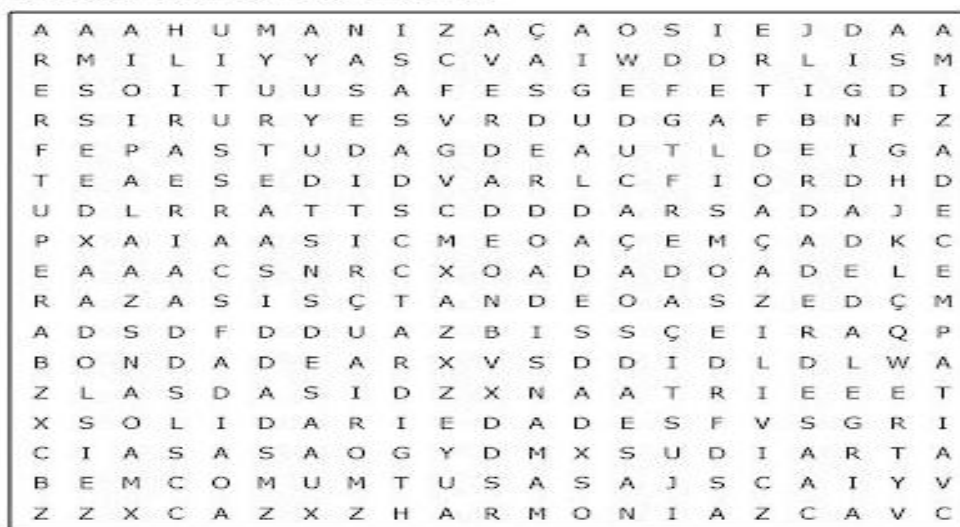 A A A H U M A N I Z A Ç A O S I E J D A A
R M I L I Y Y A S C V A I W D D R L I S M
E S O I T U U S A F E S G E F E T I G D I
R S I R U R Y E S V R D U D G A F B N F Z
F E P A S T U D A G D E A U T L D E I G A
T E A E S E D I D V A R L C F I O R D H D
U D L R R A T T S C D D D A R S A D A J E
P X A I A A S I C M E O A Ç E M Ç A D K C
E A A A C S N R C X O A D A D O A D E L E
R A Z A S I S Ç T A N D E O A S Z E D Ç M
A D S D F D D U A Z B I S S Ç E I R A Q P
B O N D A D E A R X V S D D I D L D L W A
Z L A S D A S I D Z X N A A T R I E E E T
X S O L I D A R I E D A D E S F V S G R I
C I A S A S A O G Y D M X S U D I A R T A
B E M C O M U M T U S A S A J S C A I Y V
Z Z X C A Z X Z H A R M O N I A Z C A V C